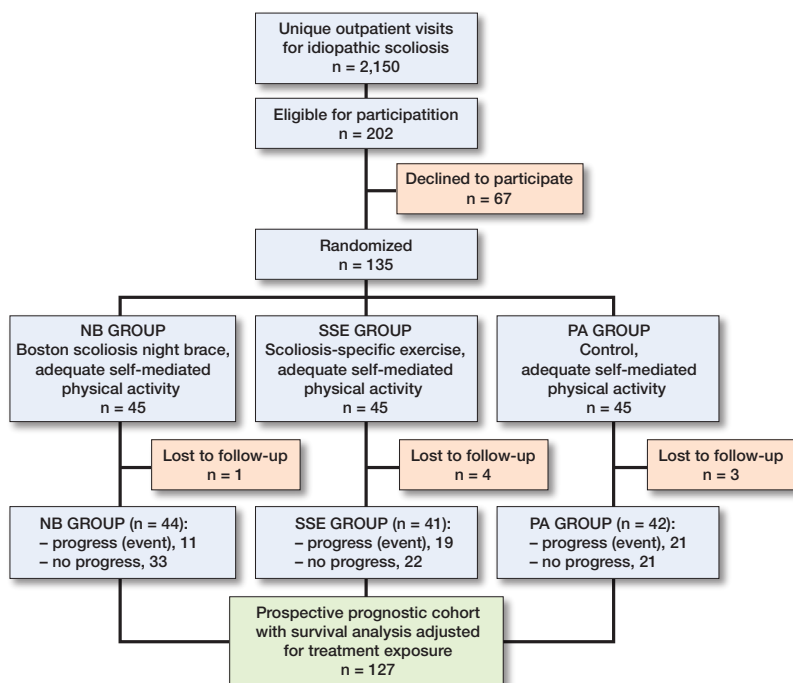 Unique outpatient visits
for idiopathic scoliosis
n = 2,150
Eligible for participatition
n = 202
Declined to participate
n = 67
Randomized
n = 135
NB GROUP
Boston scoliosis night brace,
adequate self-mediated
physical activity
n = 45
SSE GROUP
Scoliosis-specific exercise,
adequate self-mediated
physical activity
n = 45
PA GROUP
Control,
adequate self-mediated
physical activity
n = 45
Lost to follow-up
n = 1
Lost to follow-up
n = 4
Lost to follow-up
n = 3
NB GROUP (n = 44):
– progress (event), 11
– no progress, 33
SSE GROUP (n = 41):
– progress (event), 19
– no progress, 22
PA GROUP (n = 42):
– progress (event), 21
– no progress, 21
Prospective prognostic cohort
with survival analysis adjusted
for treatment exposure
n = 127